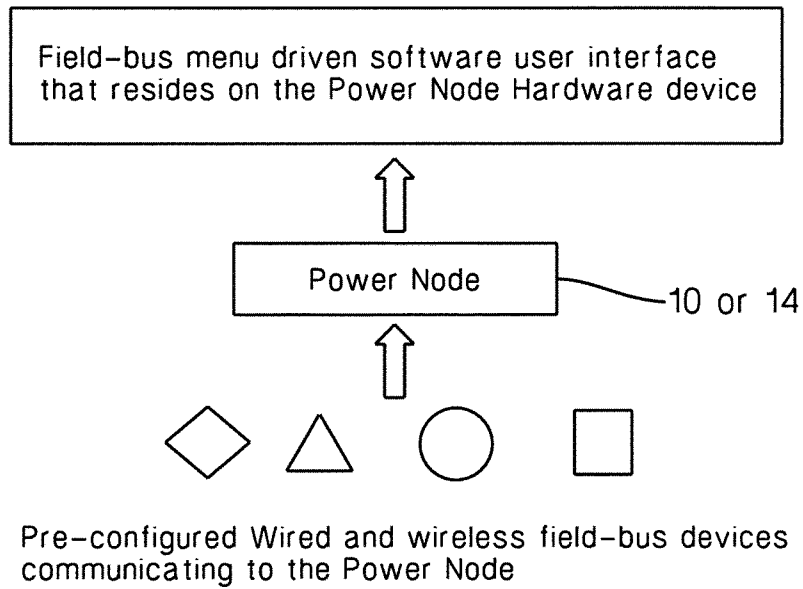 Field-bus menu driven software user interface
that resides on the Power Node Hardware device
Power Node
10 or 14
Pre-configured Wired and wireless field-bus devices
communicating to the Power Node